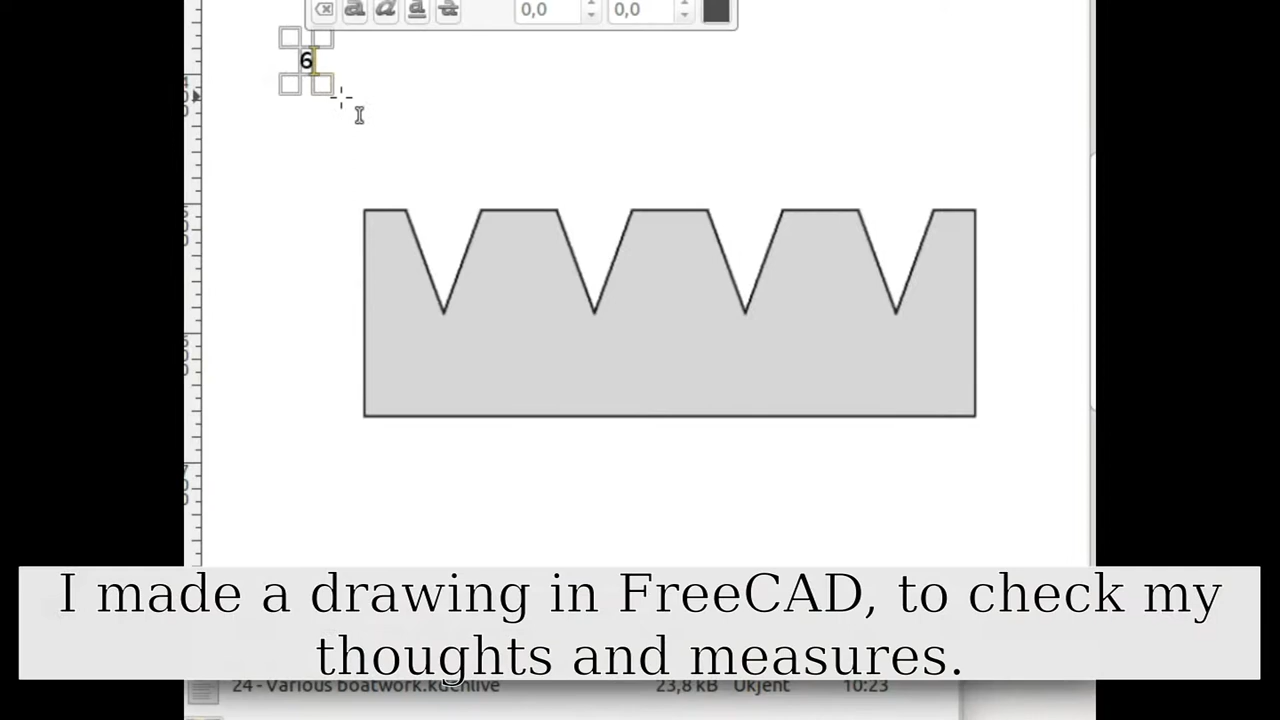 0,0 0,0
6
I made a drawing in FreeCAD, to check my
thoughts and measures.
24 - Various boatwork.kdenlive 23,8 kB Ukjent 10:23